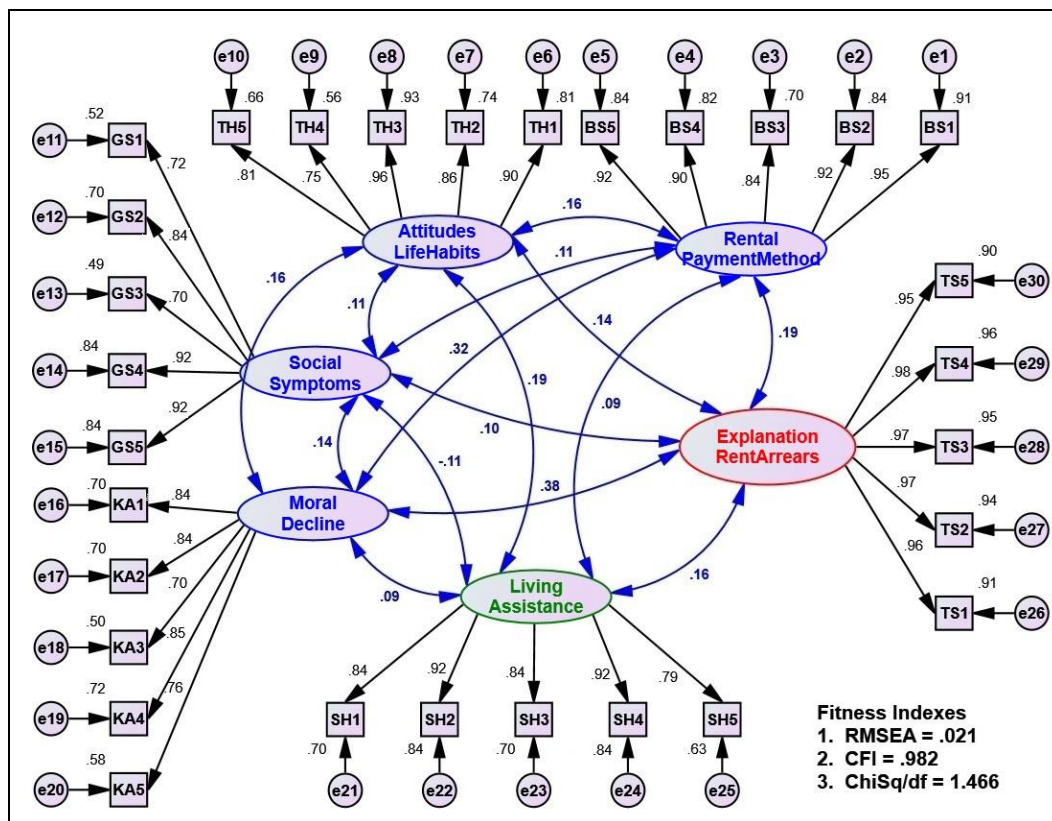 e10 e9 e8 e7 e6 e5 e4 e3 e2 e1
.66 .56 .93 .74 .81 .84 .82 .70 .84 .91
TH5 TH4 TH3 TH2 TH1 BS5 BS4 BS3 BS2 BS1
.81 .75 .96 .86 .90 .92 .90 .84 .92 .95
.52
e11 GS1
.72
.70
e12 GS2
.84
.49
e13 GS3
.70
.84
e14 GS4
.92
.84
e15 GS5
.92
.70
e16 KA1
.84
.70
e17 KA2
.84
.50
e18 KA3
.70
.72
e19 KA4
.85
.58
e20 KA5
.76
Attitudes
LifeHabits
Rental
PaymentMethod
Social
Symptoms
Moral
Decline
Explanation
RentArrears
Living
Assistance
.16
.16
.11
.11
.14
.19
.32
.19
.09
.10
.14
-.11
.38
.09
.16
.90
TS5 e30
.95
.96
TS4 e29
.98
.95
TS3 e28
.97
.94
TS2 e27
.97
.91
TS1 e26
.96
.84 .92 .84 .92 .79
SH1 SH2 SH3 SH4 SH5
.70 .84 .70 .84 .63
e21 e22 e23 e24 e25
Fitness Indexes
1. RMSEA = .021
2. CFI = .982
3. ChiSq/df = 1.466